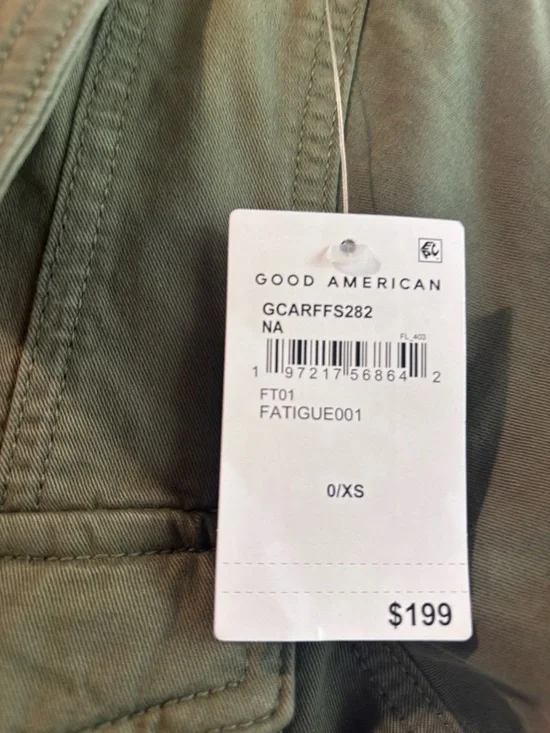 GOOD AMERICAN
GCARFFS282
NA
FL_403
1 97217 56864 2
FT01
FATIGUE001
0/XS
$199